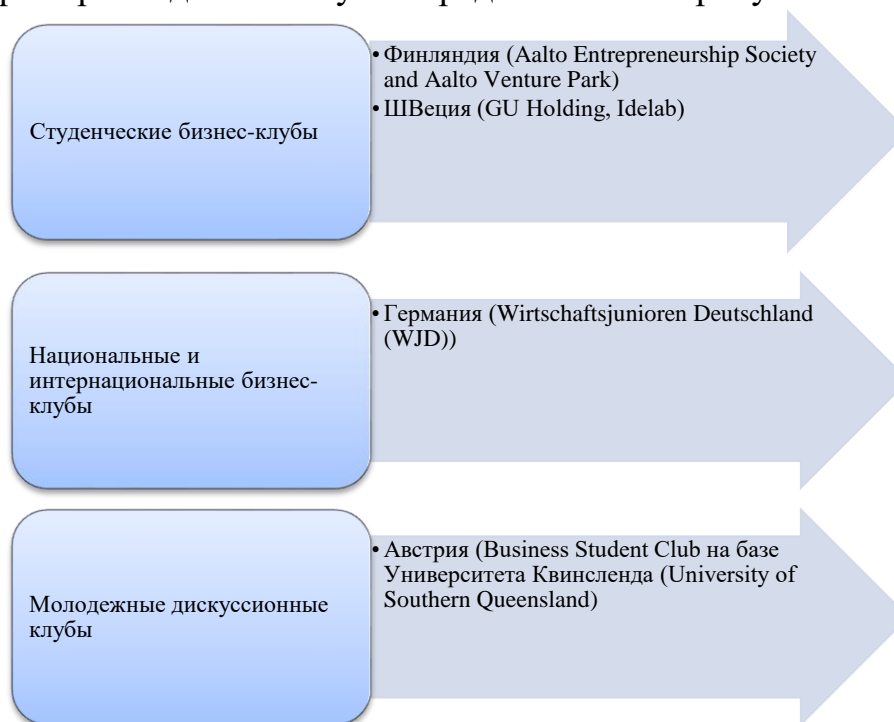 Студенческие бизнес-клубы
• Финляндия (Aalto Entrepreneurship Society
and Aalto Venture Park)
• ШВеция (GU Holding, Idelab)
Национальные и
интернациональные бизнес-
клубы
• Германия (Wirtschaftsjunioren Deutschland
(WJD))
Молодежные дискуссионные
клубы
• Австрия (Business Student Club на базе
Университета Квинсленда (University of
Southern Queensland)